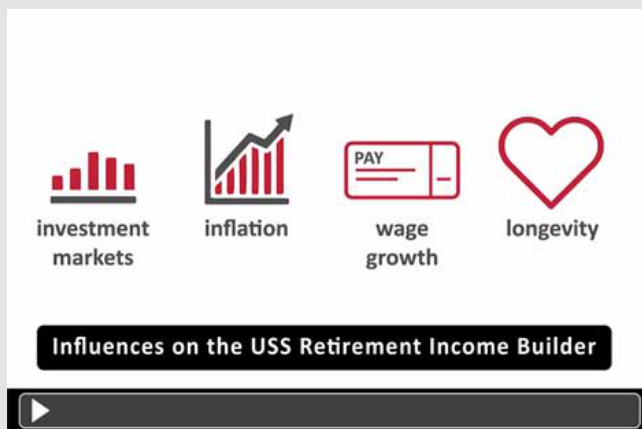 PAY
investment
markets
inflation
wage
growth
longevity
Influences on the USS Retirement Income Builder